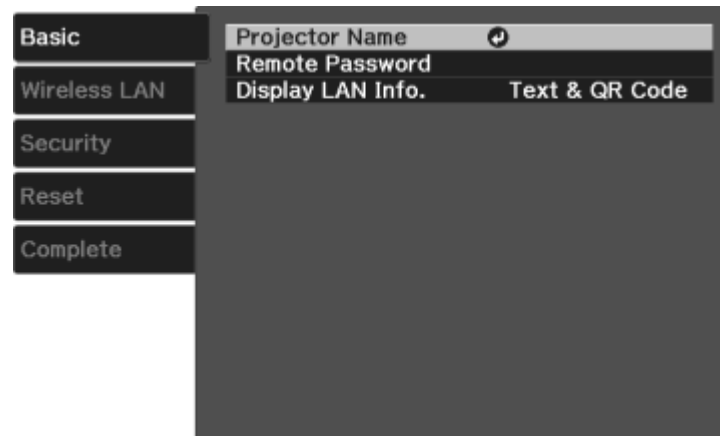 Basic
Wireless LAN
Security
Reset
Complete
Projector Name
Remote Password
Display LAN Info. Text & QR Code